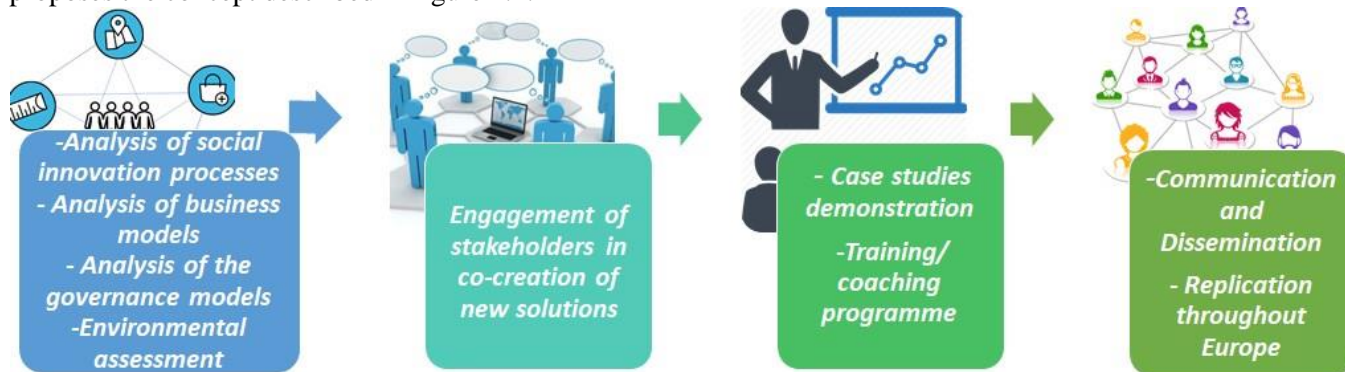 -Analysis of social
innovation processes
- Analysis of business
models
- Analysis of the
governance models
-Environmental
assessment
Engagement of
stakeholders in
co-creation of
new solutions
- Case studies
demonstration
-Training/
coaching
programme
-Communication
and
Dissemination
- Replication
throughout
Europe